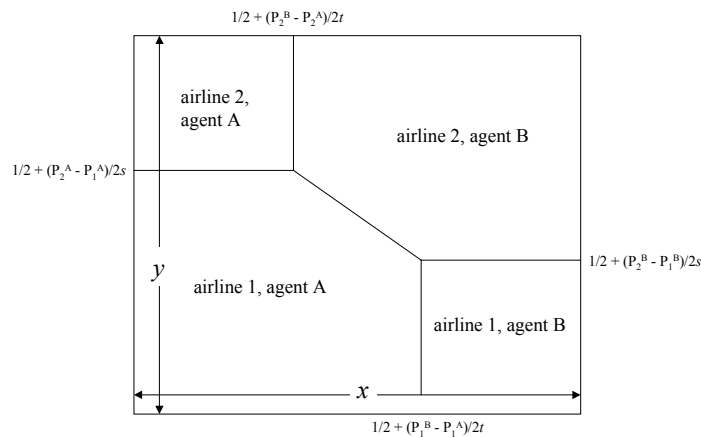 1/2 + (P₂ᴮ - P₂ᴬ)/2t
airline 2,
agent A
airline 2, agent B
1/2 + (P₂ᴬ - P₁ᴬ)/2s
1/2 + (P₂ᴮ - P₁ᴮ)/2s
y
airline 1, agent A
airline 1, agent B
x
1/2 + (P₁ᴮ - P₁ᴬ)/2t